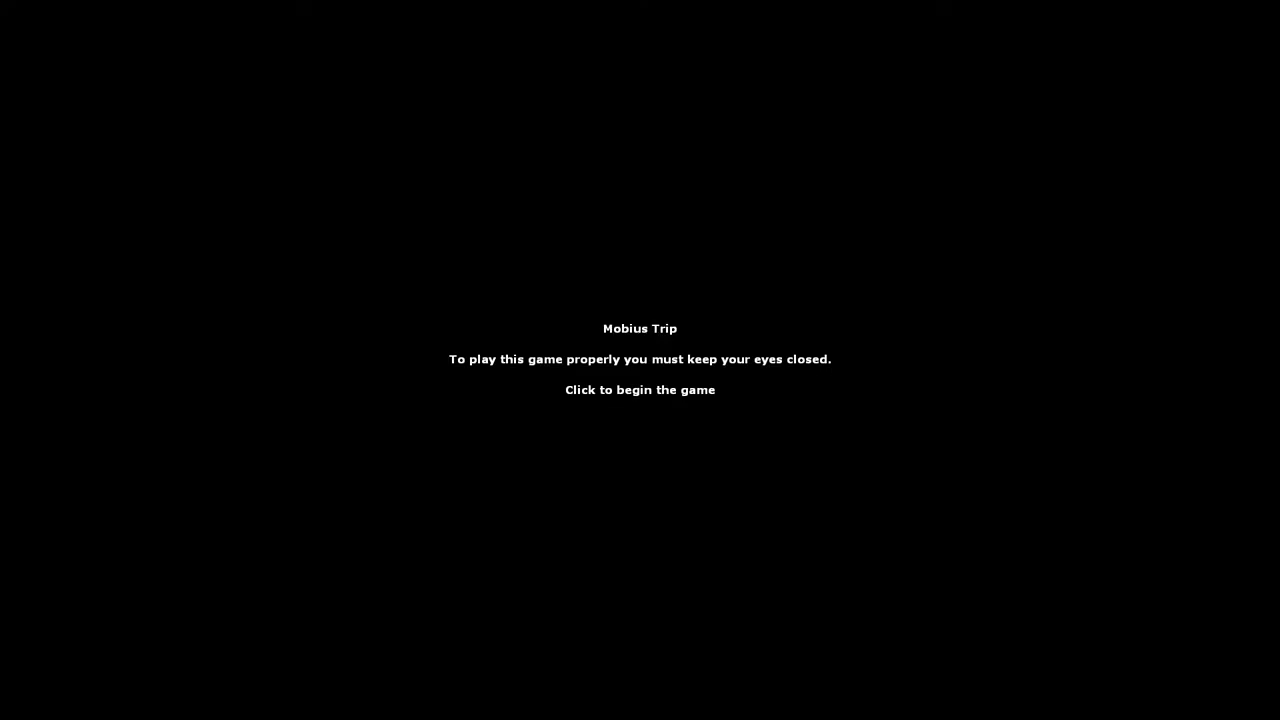 Mobius Trip
To play this game properly you must keep your eyes closed.
Click to begin the game